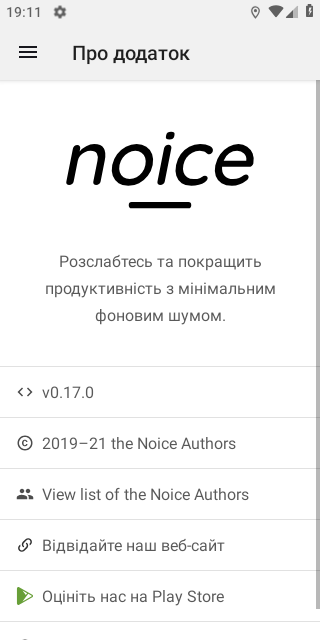 19:11
Про додаток
noice
Розслабтесь та покращить
продуктивність з мінімальним
фоновим шумом.
v0.17.0
2019–21 the Noice Authors
View list of the Noice Authors
Відвідайте наш веб-сайт
Оцініть нас на Play Store